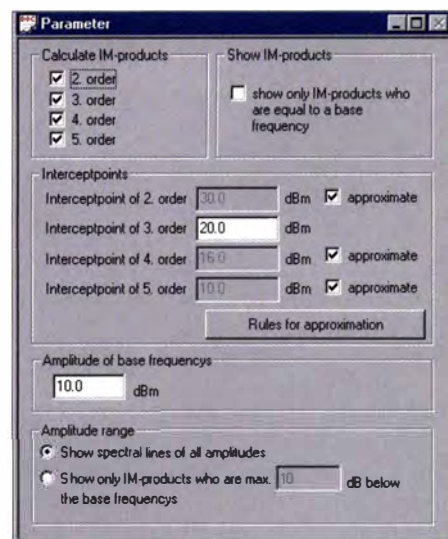 Parameter
Calculate IM-products
2. order
3. order
4. order
5. order
Show IM-products
show only IM-products who
are equal to a base
frequency
Interceptpoints
Interceptpoint of 2. order 30.0 dBm approximate
Interceptpoint of 3. order 20.0 dBm
Interceptpoint of 4. order 16.0 dBm approximate
Interceptpoint of 5. order 10.0 dBm approximate
Rules for approximation
Amplitude of base frequencys
10.0 dBm
Amplitude range
Show spectral lines of all amplitudes
Show only IM-products who are max. 10 dB below
the base frequencys